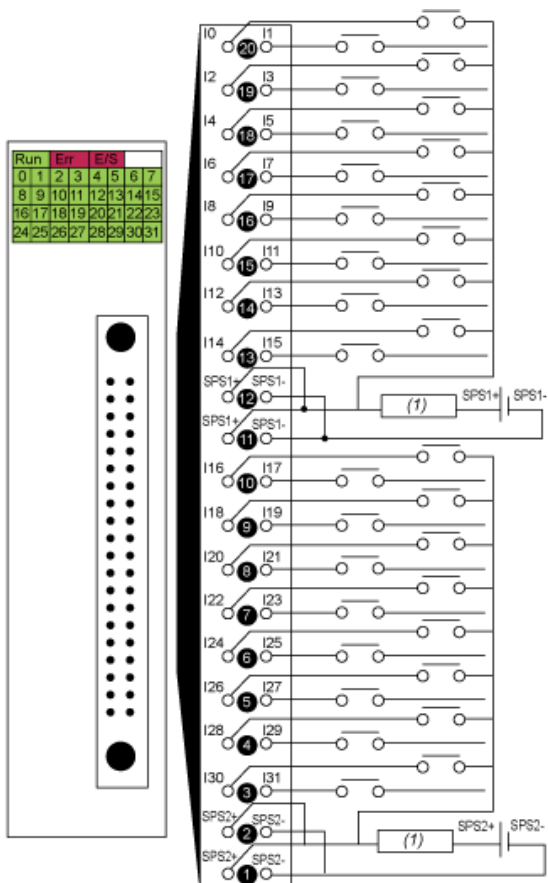 I0 I1
20
I2 I3
19
I4 I5
18
I6 I7
17
I8 I9
16
I10 I11
15
I12 I13
14
I14 I15
13
SPS1+ SPS1-
12
SPS1+ SPS1-
11
(1) SPS1+ SPS1-
I16 I17
10
I18 I19
9
I20 I21
8
I22 I23
7
I24 I25
6
I26 I27
5
I28 I29
4
I30 I31
3
SPS2+ SPS2-
2
SPS2+ SPS2-
1
(1) SPS2+ SPS2-
Run Err E/S
0 1 2 3 4 5 6 7
8 9 10 11 12 13 14 15
16 17 18 19 20 21 22 23
24 25 26 27 28 29 30 31